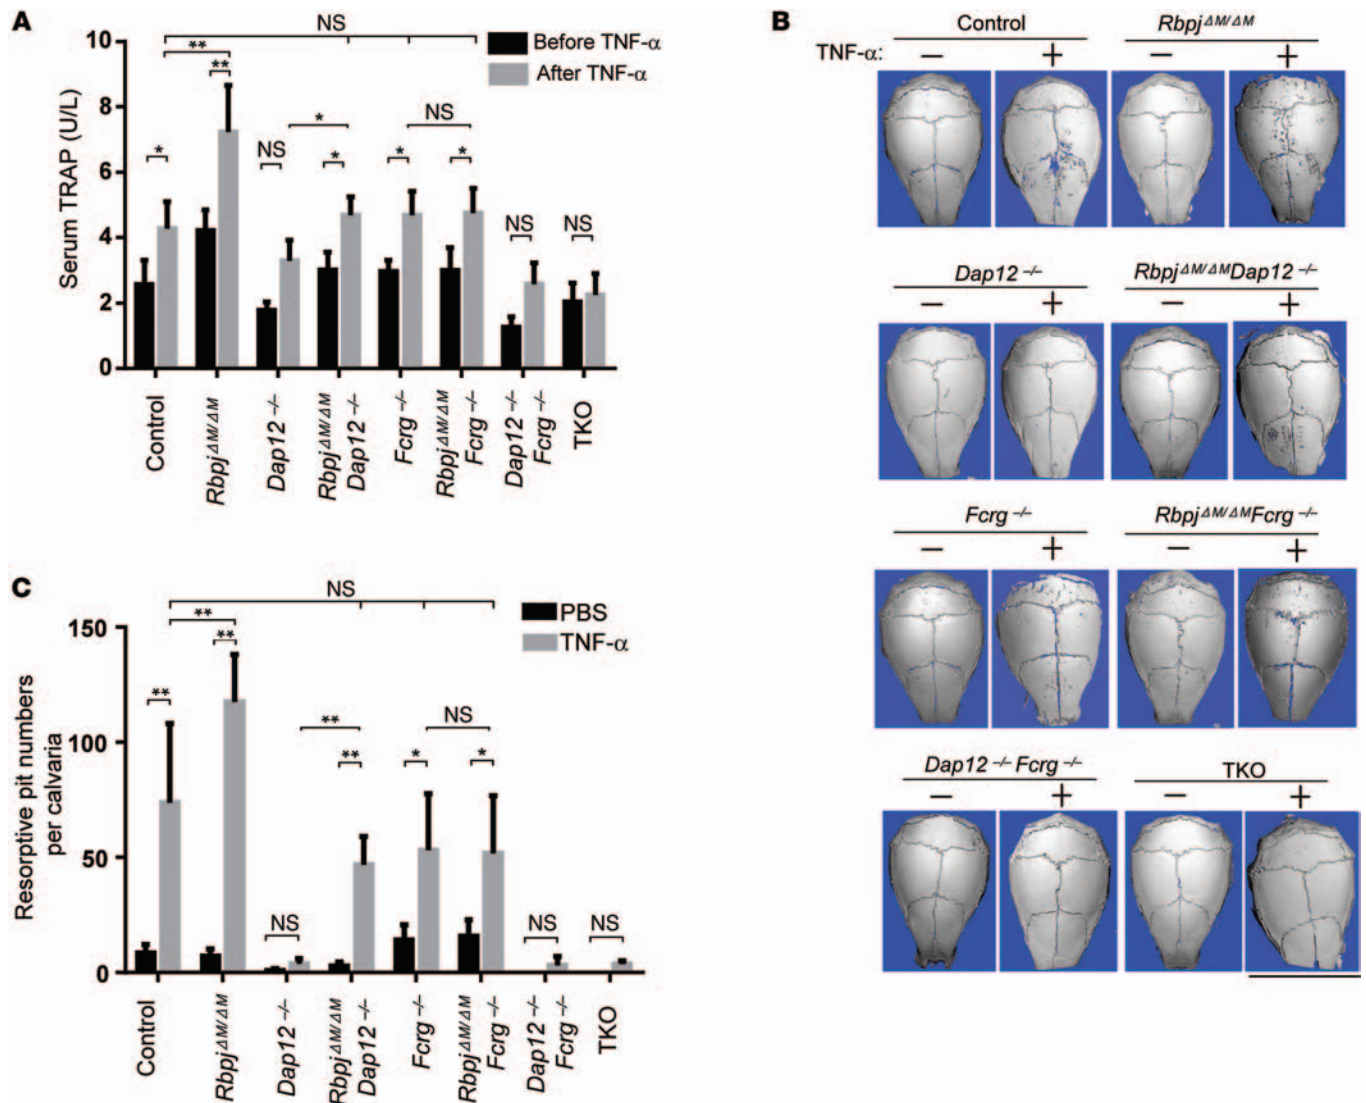 A
NS
Before TNF-α
After TNF-α
**
**
*
NS
*
*
*
NS
*
NS
NS
Serum TRAP (U/L)
10
8
6
4
2
0
Control
Rbpj ΔM/ΔM
Dap12 –/–
Rbpj ΔM/ΔM
Dap12 –/–
Fcrg –/–
Rbpj ΔM/ΔM
Fcrg –/–
Dap12 –/–
Fcrg –/–
TKO
B
Control
Rbpj ΔM/ΔM
TNF-α: – + – +
Dap12 –/–
Rbpj ΔM/ΔM Dap12 –/–
– + – +
Fcrg –/–
Rbpj ΔM/ΔM Fcrg –/–
– + – +
Dap12 –/– Fcrg –/–
TKO
– + – +
C
NS
PBS
TNF-α
**
**
**
NS
**
**
*
NS
*
NS
NS
Resorptive pit numbers
per calvaria
150
100
50
0
Control
Rbpj ΔM/ΔM
Dap12 –/–
Rbpj ΔM/ΔM
Dap12 –/–
Fcrg –/–
Rbpj ΔM/ΔM
Fcrg –/–
Dap12 –/–
Fcrg –/–
TKO